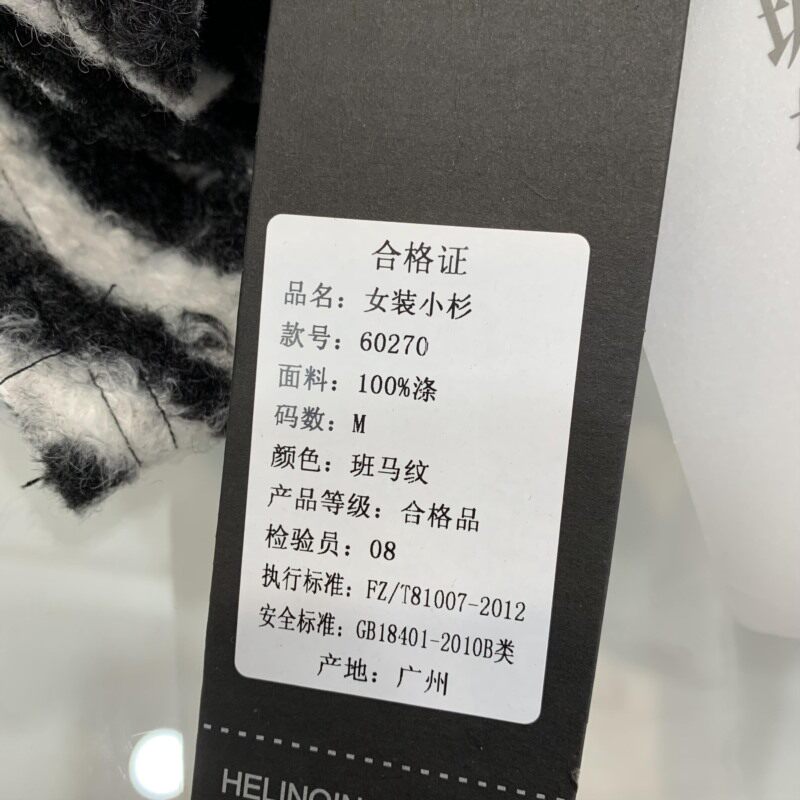 合格证
品名：女装小杉
款号：60270
面料：100%涤
码数：M
颜色：班马纹
产品等级：合格品
检验员：08
执行标准：FZ/T81007-2012
安全标准：GB18401-2010B类
产地：广州